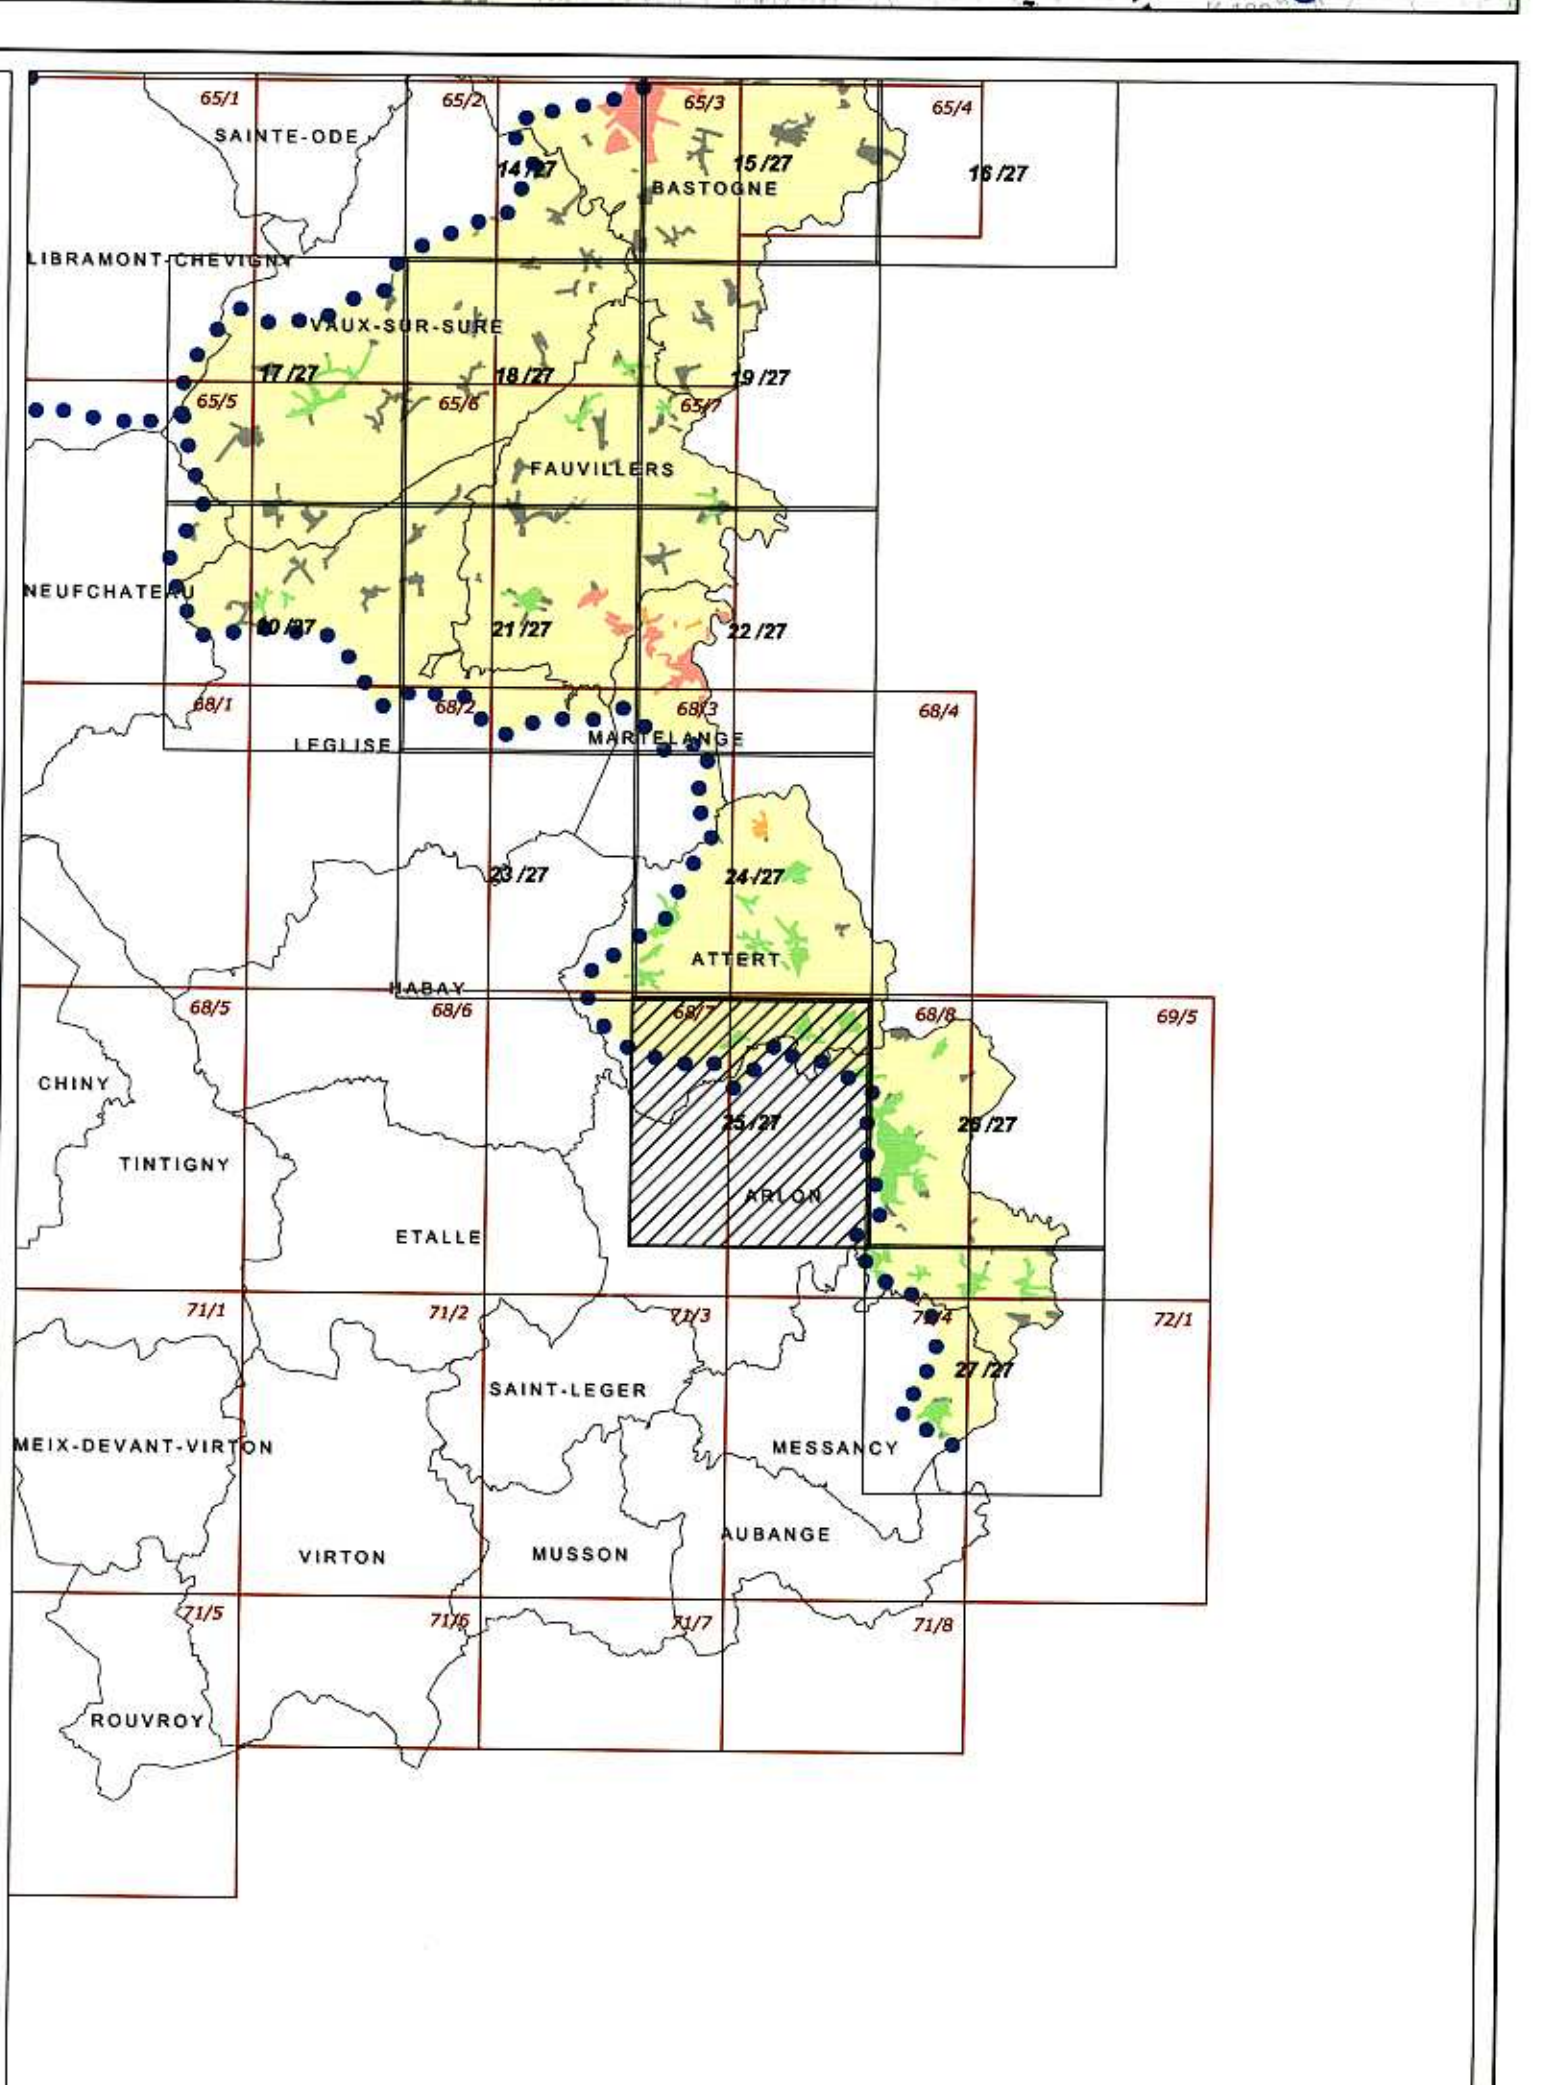 65/1
65/2
65/3
65/4
SAINTE-ODE
14/27
15/27
16/27
BASTOGNE
LIBRAMONT-CHEVIGNY
VAUX-SUR-SURE
17/27
18/27
19/27
65/5
65/6
65/7
FAUVILLERS
NEUFCHATEAU
21/27
22/27
68/1
68/2
68/3
68/4
LEGLISE
MARTELANGE
23/27
24/27
ATTERT
HABAY
68/5
68/6
68/7
68/8
69/5
CHINY
25/27
26/27
TINTIGNY
ARLON
ETALLE
71/1
71/2
71/3
71/4
72/1
27/27
SAINT-LEGER
MEIX-DEVANT-VIRTON
MESSANCY
AUBANGE
VIRTON
MUSSON
71/5
71/6
71/7
71/8
ROUVROY